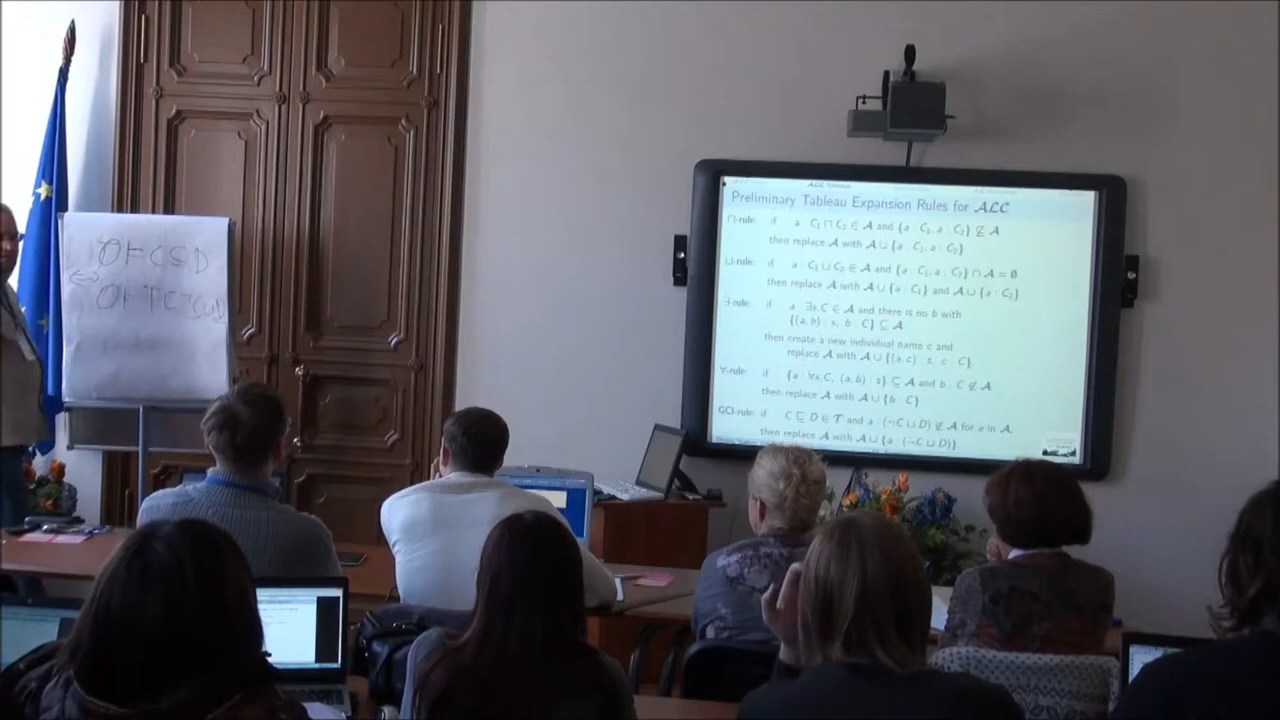 O ⊨ C S D
⟺
O ⊨ T C ¬ C ⊔ D
ALC Tableau
Preliminary Tableau Expansion Rules for ALC
⊓-rule: if a : C₁ ⊓ C₂ ∈ A and {a : C₁, a : C₂} ⊈ A
then replace A with A ∪ {a : C₁, a : C₂}
⊔-rule: if a : C₁ ⊔ C₂ ∈ A and {a : C₁, a : C₂} ∩ A = ∅
then replace A with A ∪ {a : C₁} and A ∪ {a : C₂}
∃-rule: if a : ∃s.C ∈ A and there is no b with
{(a, b) : s, b : C} ⊆ A
then create a new individual name c and
replace A with A ∪ {(a, c) : s, c : C}
∀-rule: if {a : ∀s.C, (a, b) : s} ⊆ A and b : C ∉ A
then replace A with A ∪ {b : C}
GCI-rule: if C ⊑ D ∈ T and a : (¬C ⊔ D) ∉ A for a in A,
then replace A with A ∪ {a : (¬C ⊔ D)}